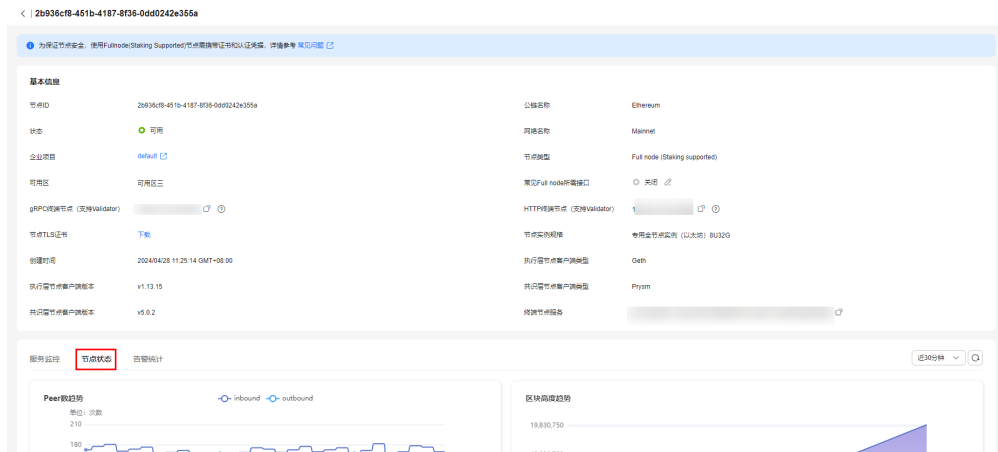 2b936cf8-451b-4187-8f36-0dd0242e355a
为保证节点安全，使用Fullnode(Staking Supported)节点需携带证书和认证凭据，详情参考 常见问题
基本信息
节点ID 2b936cf8-451b-4187-8f36-0dd0242e355a 公链名称 Ethereum
状态 可用 网络名称 Mainnet
企业项目 default 节点类型 Full node (Staking supported)
可用区 可用区三 常见Full node所需接口 关闭
gRPC终端节点（支持Validator） HTTP终端节点（支持Validator）
节点TLS证书 下载 节点实例规格 专用全节点实例（以太坊）8U32G
创建时间 2024/04/28 11:25:14 GMT+08:00 执行层节点客户端类型 Geth
执行层节点客户端版本 v1.13.15 共识层节点客户端类型 Prysm
共识层节点客户端版本 v5.0.2 终端节点服务
服务监控 节点状态 告警统计 近30分钟
Peer数趋势 inbound outbound 区块高度趋势
单位：次数
210 19,830,750
180